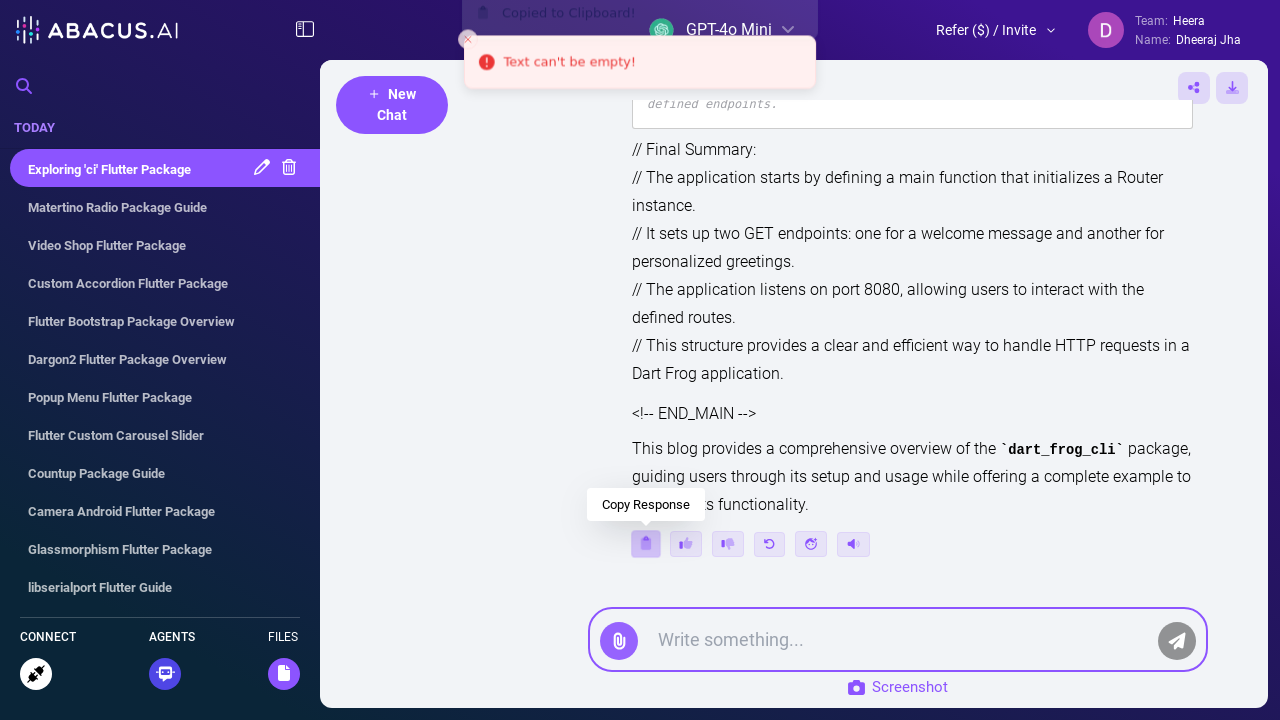 ABACUS.AI
Copied to Clipboard!
GPT-4o Mini
Refer ($) / Invite
D
Team: Heera
Name: Dheeraj Jha
Text can't be empty!
+ New
Chat
TODAY
Exploring 'ci' Flutter Package
Matertino Radio Package Guide
Video Shop Flutter Package
Custom Accordion Flutter Package
Flutter Bootstrap Package Overview
Dargon2 Flutter Package Overview
Popup Menu Flutter Package
Flutter Custom Carousel Slider
Countup Package Guide
Camera Android Flutter Package
Glassmorphism Flutter Package
libserialport Flutter Guide
CONNECT
AGENTS
FILES
defined endpoints.
// Final Summary:
// The application starts by defining a main function that initializes a Router
instance.
// It sets up two GET endpoints: one for a welcome message and another for
personalized greetings.
// The application listens on port 8080, allowing users to interact with the
defined routes.
// This structure provides a clear and efficient way to handle HTTP requests in a
Dart Frog application.
<!-- END_MAIN -->
This blog provides a comprehensive overview of the `dart_frog_cli` package,
guiding users through its setup and usage while offering a complete example to
s functionality.
Copy Response
Write something...
Screenshot